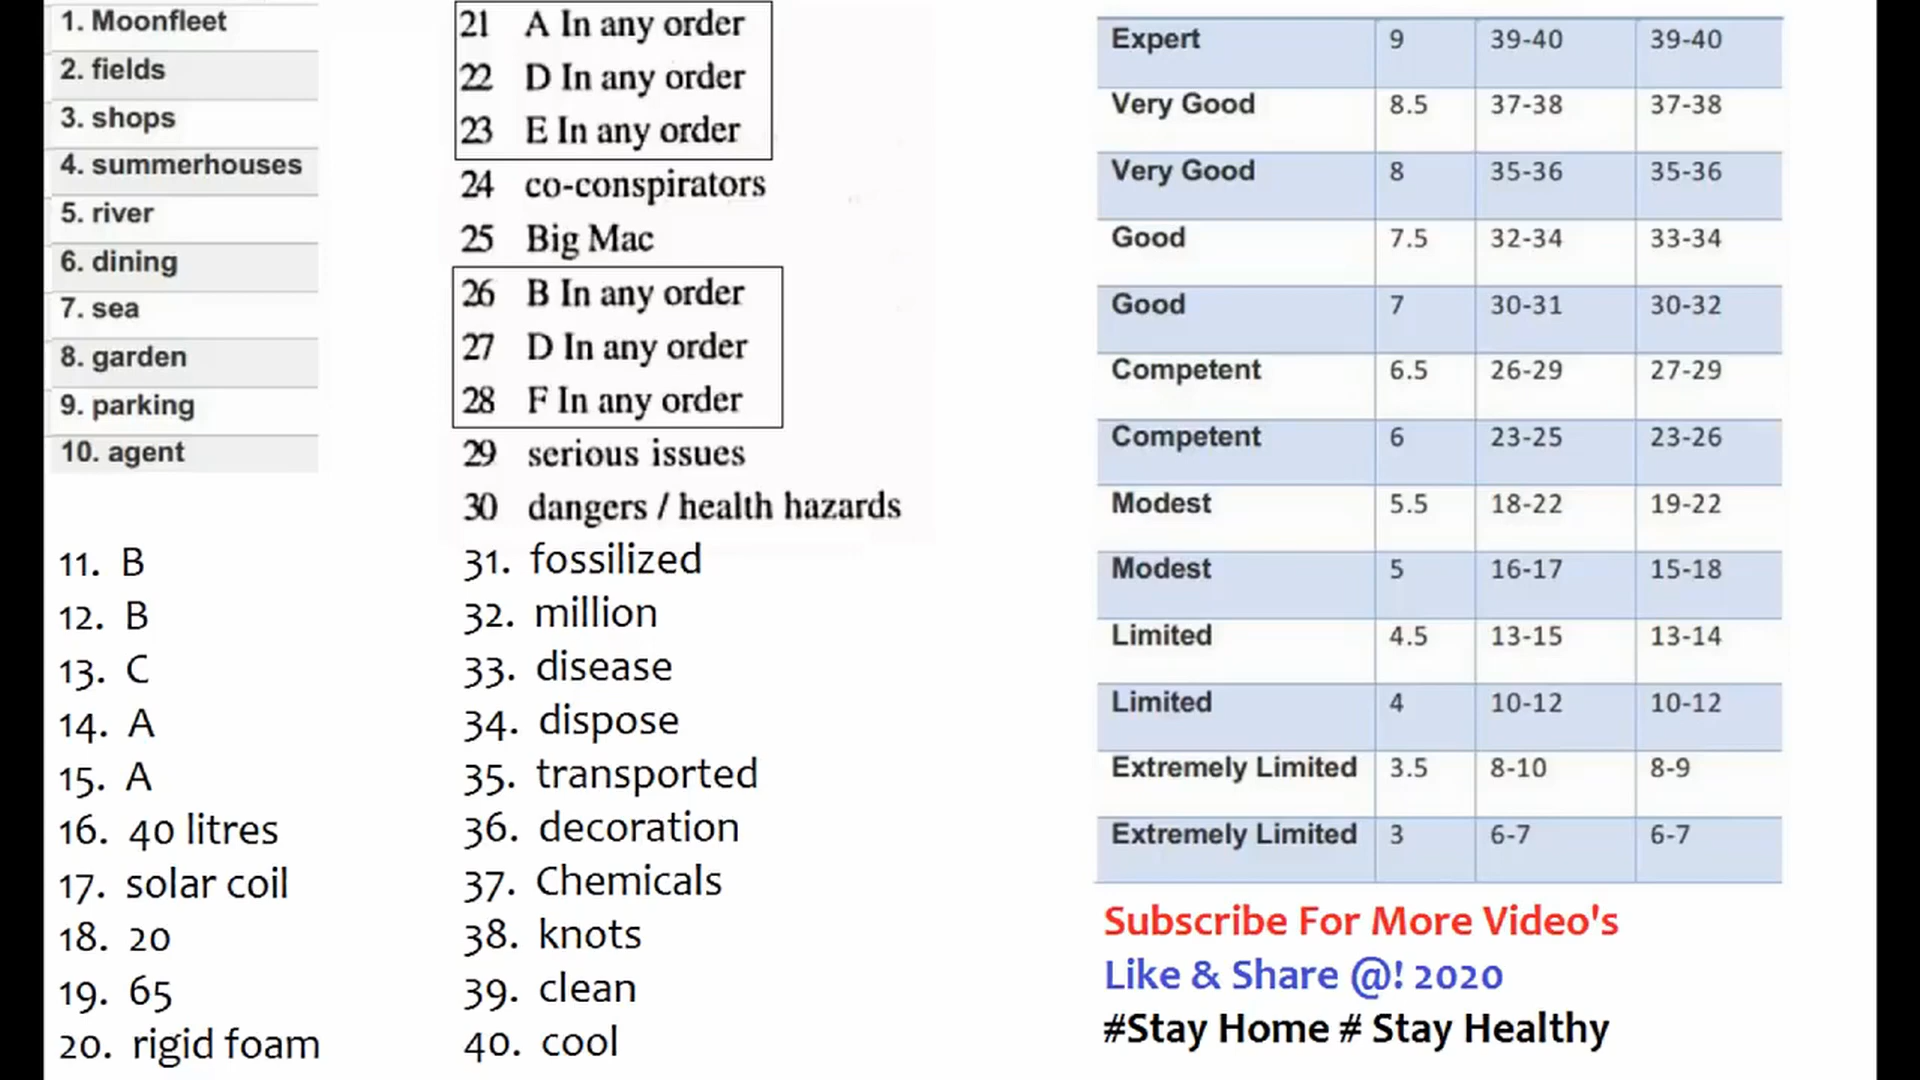 1. Moonfleet
2. fields
3. shops
4. summerhouses
5. river
6. dining
7. sea
8. garden
9. parking
10. agent
11. B
12. B
13. C
14. A
15. A
16. 40 litres
17. solar coil
18. 20
19. 65
20. rigid foam
21 A In any order
22 D In any order
23 E In any order
24 co-conspirators
25 Big Mac
26 B In any order
27 D In any order
28 F In any order
29 serious issues
30 dangers / health hazards
31. fossilized
32. million
33. disease
34. dispose
35. transported
36. decoration
37. Chemicals
38. knots
39. clean
40. cool
Expert 9 39-40 39-40
Very Good 8.5 37-38 37-38
Very Good 8 35-36 35-36
Good 7.5 32-34 33-34
Good 7 30-31 30-32
Competent 6.5 26-29 27-29
Competent 6 23-25 23-26
Modest 5.5 18-22 19-22
Modest 5 16-17 15-18
Limited 4.5 13-15 13-14
Limited 4 10-12 10-12
Extremely Limited 3.5 8-10 8-9
Extremely Limited 3 6-7 6-7
Subscribe For More Video's
Like & Share @! 2020
#Stay Home # Stay Healthy